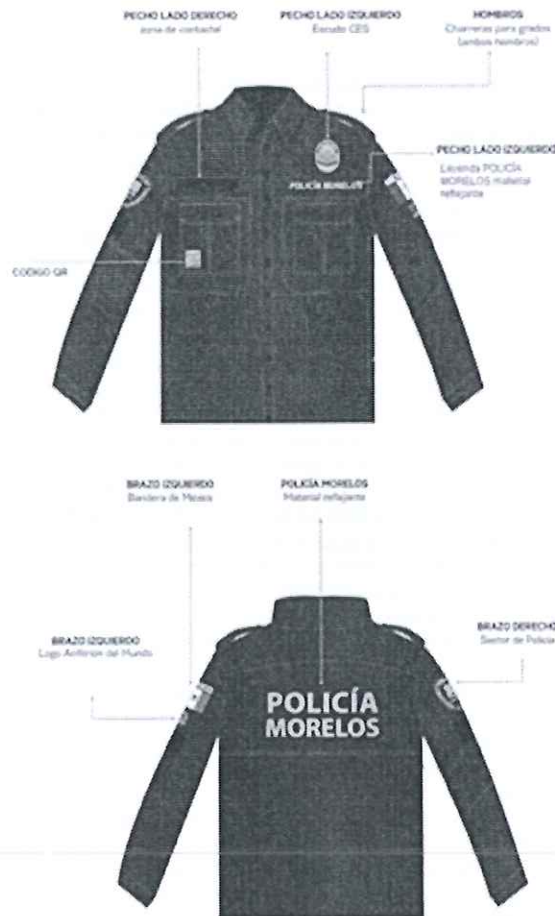 PECHO LADO DERECHO
zona de contactel
PECHO LADO IZQUIERDO
Escudo CES
HOMBROS
Charreteras para grados
(ambos hombros)
PECHO LADO IZQUIERDO
Leyenda POLICÍA
MORELOS material
reflejante
POLICÍA MORELOS
CODIGO QR
BRAZO IZQUIERDO
Bandera de México
POLICÍA MORELOS
Material reflejante
BRAZO IZQUIERDO
Logo Anfitrión del Mundo
BRAZO DERECHO
Sector de Policía
POLICÍA
MORELOS